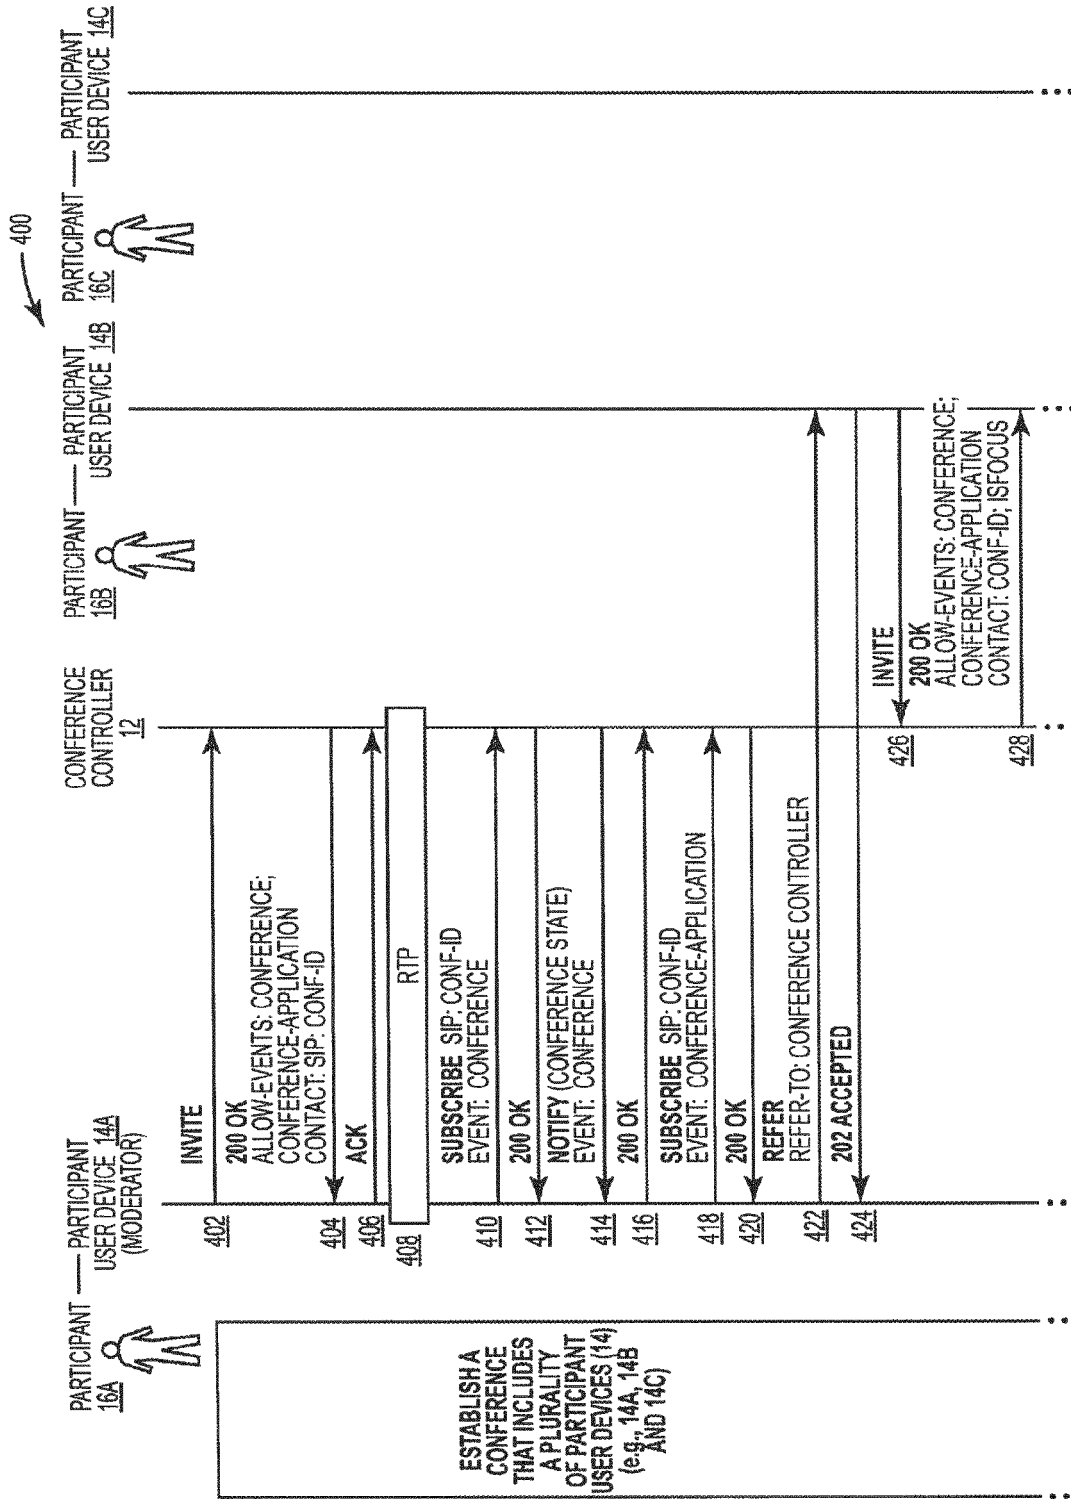 400
PARTICIPANT
16A
PARTICIPANT
USER DEVICE 14A
(MODERATOR)
CONFERENCE
CONTROLLER
12
PARTICIPANT
16B
PARTICIPANT
USER DEVICE 14B
PARTICIPANT
16C
PARTICIPANT
USER DEVICE 14C
ESTABLISH A
CONFERENCE
THAT INCLUDES
A PLURALITY
OF PARTICIPANT
USER DEVICES (14)
(e.g., 14A, 14B
AND 14C)
INVITE
402
200 OK
ALLOW-EVENTS: CONFERENCE;
CONFERENCE-APPLICATION
CONTACT: SIP: CONF-ID
404
ACK
406
RTP
408
SUBSCRIBE SIP: CONF-ID
EVENT: CONFERENCE
410
200 OK
412
NOTIFY (CONFERENCE STATE)
EVENT: CONFERENCE
414
200 OK
416
SUBSCRIBE SIP: CONF-ID
EVENT: CONFERENCE-APPLICATION
418
200 OK
420
REFER
REFER-TO: CONFERENCE CONTROLLER
422
202 ACCEPTED
424
INVITE
426
200 OK
ALLOW-EVENTS: CONFERENCE;
CONFERENCE-APPLICATION
CONTACT: CONF-ID; ISFOCUS
428